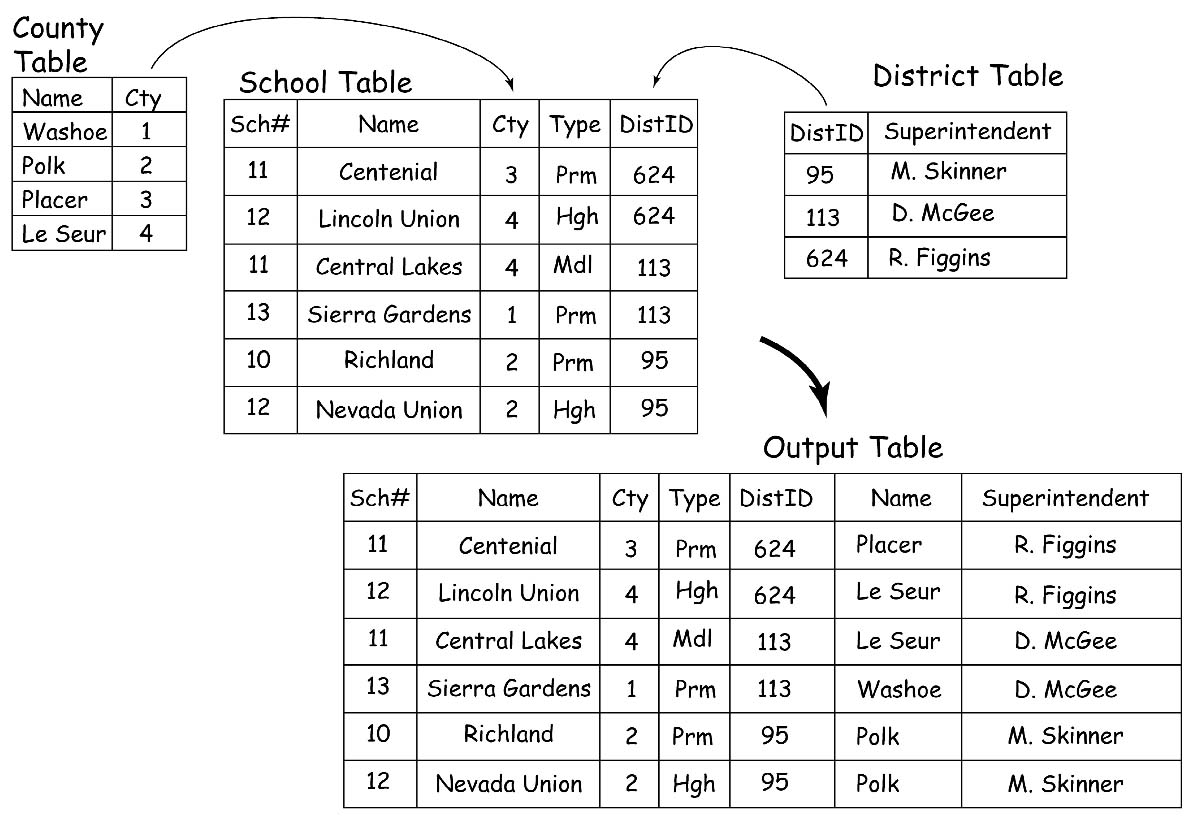 County
Table
Name Cty
Washoe 1
Polk 2
Placer 3
Le Seur 4
School Table
Sch# Name Cty Type DistID
11 Centenial 3 Prm 624
12 Lincoln Union 4 Hgh 624
11 Central Lakes 4 Mdl 113
13 Sierra Gardens 1 Prm 113
10 Richland 2 Prm 95
12 Nevada Union 2 Hgh 95
District Table
DistID Superintendent
95 M. Skinner
113 D. McGee
624 R. Figgins
Output Table
Sch# Name Cty Type DistID Name Superintendent
11 Centenial 3 Prm 624 Placer R. Figgins
12 Lincoln Union 4 Hgh 624 Le Seur R. Figgins
11 Central Lakes 4 Mdl 113 Le Seur D. McGee
13 Sierra Gardens 1 Prm 113 Washoe D. McGee
10 Richland 2 Prm 95 Polk M. Skinner
12 Nevada Union 2 Hgh 95 Polk M. Skinner